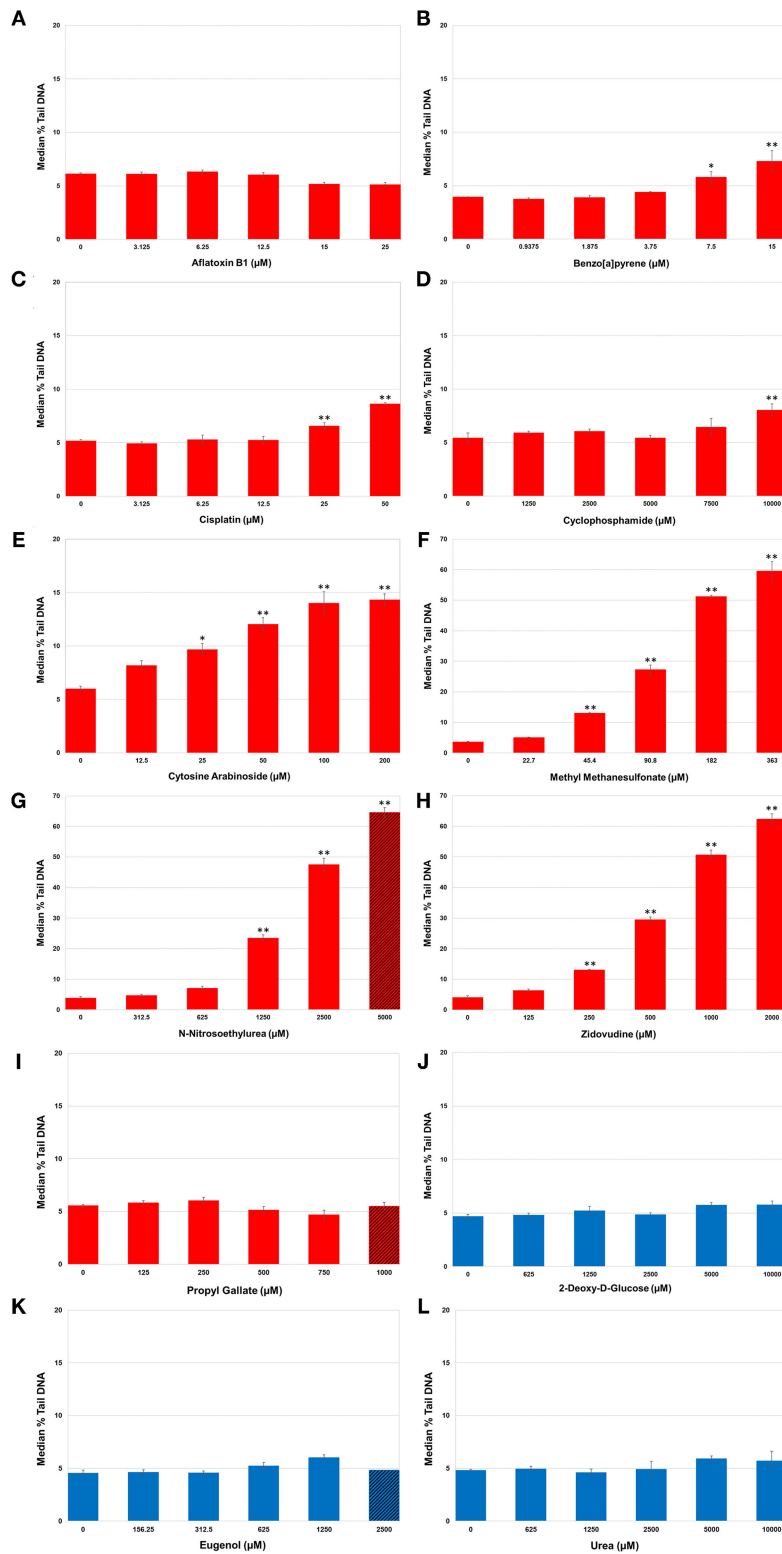 A
Median % Tail DNA
20
15
10
5
0
0 3.125 6.25 12.5 15 25
Aflatoxin B1 (µM)
B
Median % Tail DNA
20
15
10
5
0
* **
0 0.9375 1.875 3.75 7.5 15
Benzo[a]pyrene (µM)
C
Median % Tail DNA
20
15
10
5
0
** **
0 3.125 6.25 12.5 25 50
Cisplatin (µM)
D
Median % Tail DNA
20
15
10
5
0
**
0 1250 2500 5000 7500 10000
Cyclophosphamide (µM)
E
Median % Tail DNA
20
15
10
5
0
* ** ** **
0 12.5 25 50 100 200
Cytosine Arabinoside (µM)
F
Median % Tail DNA
70
60
50
40
30
20
10
0
** ** ** **
0 22.7 45.4 90.8 182 363
Methyl Methanesulfonate (µM)
G
Median % Tail DNA
70
60
50
40
30
20
10
0
** ** **
0 312.5 625 1250 2500 5000
N-Nitrosoethylurea (µM)
H
Median % Tail DNA
70
60
50
40
30
20
10
0
** ** ** **
0 125 250 500 1000 2000
Zidovudine (µM)
I
Median % Tail DNA
20
15
10
5
0
0 125 250 500 750 1000
Propyl Gallate (µM)
J
Median % Tail DNA
20
15
10
5
0
0 625 1250 2500 5000 10000
2-Deoxy-D-Glucose (µM)
K
Median % Tail DNA
20
15
10
5
0
0 156.25 312.5 625 1250 2500
Eugenol (µM)
L
Median % Tail DNA
20
15
10
5
0
0 625 1250 2500 5000 10000
Urea (µM)